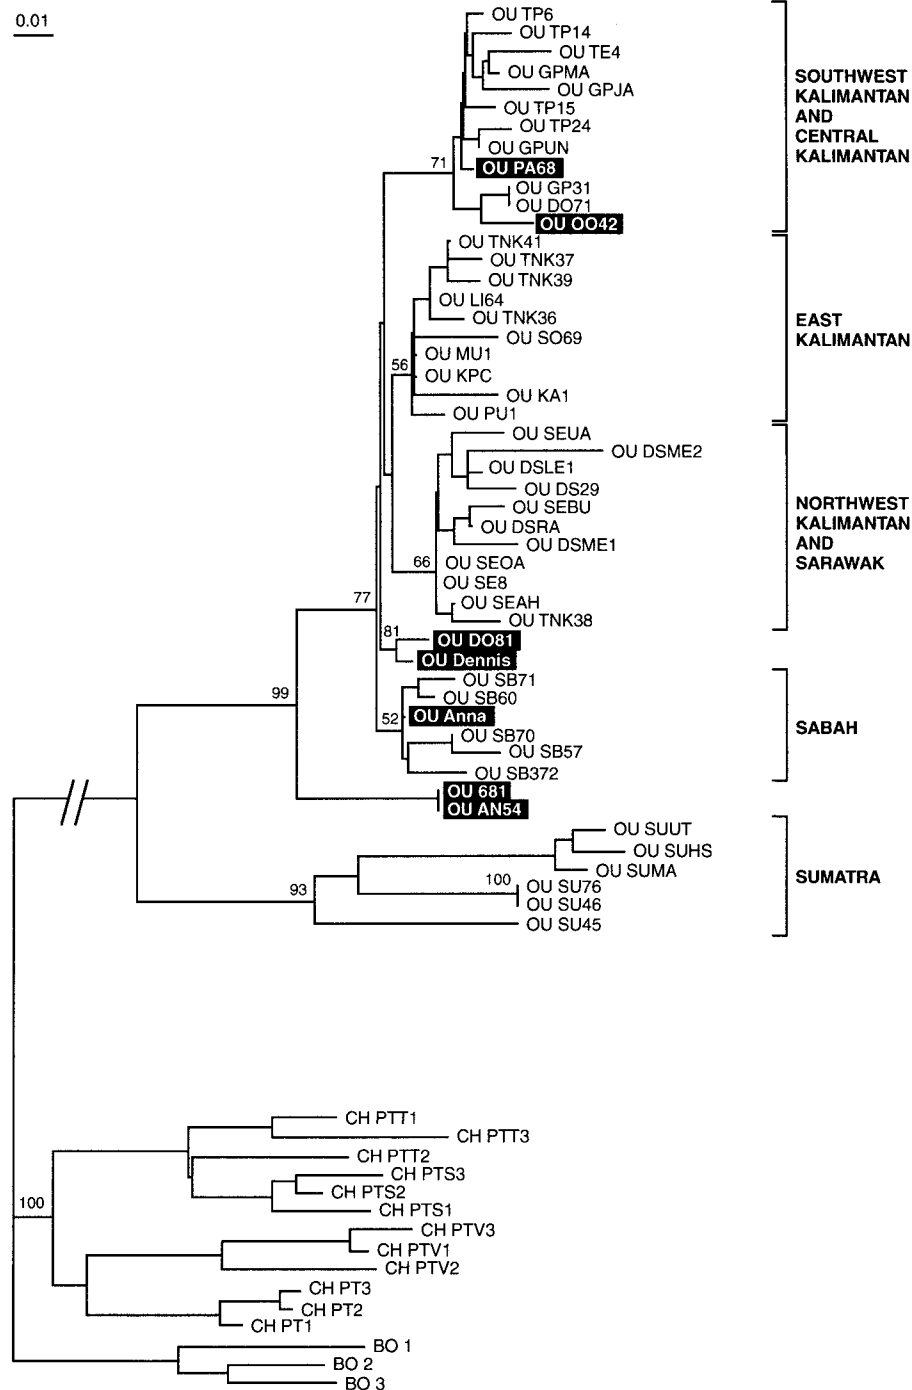 0.01
OU TP6
OU TP14
OU TE4
OU GPMA
OU GPJA
OU TP15
OU TP24
OU GPUN
71
OU PA68
OU GP31
OU DO71
OU OO42
SOUTHWEST
KALIMANTAN
AND
CENTRAL
KALIMANTAN
OU TNK41
OU TNK37
OU TNK39
OU LI64
OU TNK36
OU SO69
OU MU1
56
OU KPC
OU KA1
OU PU1
EAST
KALIMANTAN
OU SEUA
OU DSME2
OU DSLE1
OU DS29
OU SEBU
OU DSRA
OU DSME1
66
OU SEOA
OU SE8
OU SEAH
OU TNK38
NORTHWEST
KALIMANTAN
AND
SARAWAK
77
81
OU DO81
OU Dennis
99
OU SB71
OU SB60
52
OU Anna
OU SB70
OU SB57
OU SB372
SABAH
OU 681
OU AN54
OU SUUT
OU SUHS
OU SUMA
93
100
OU SU76
OU SU46
OU SU45
SUMATRA
CH PTT1
CH PTT3
CH PTT2
CH PTS3
CH PTS2
CH PTS1
100
CH PTV3
CH PTV1
CH PTV2
CH PT3
CH PT2
CH PT1
BO 1
BO 2
BO 3